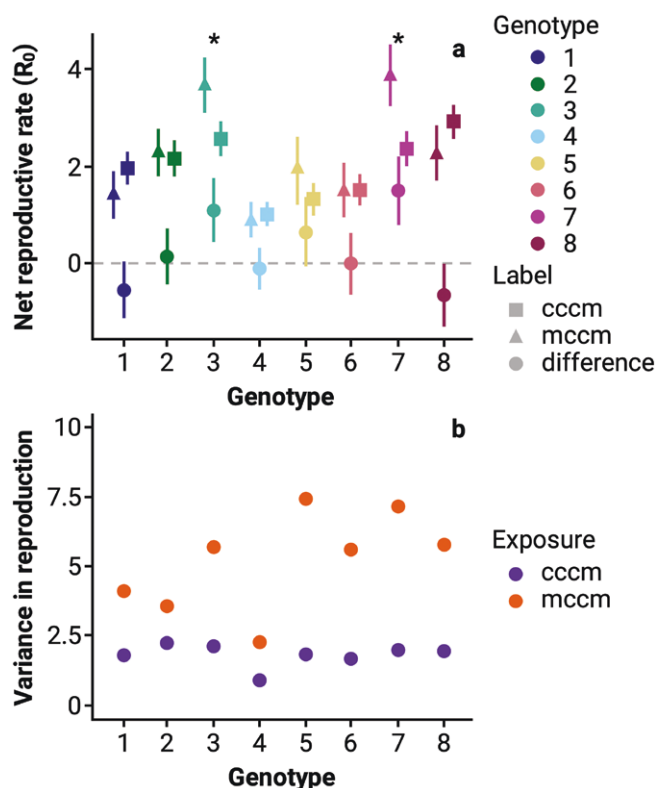 Net reproductive rate (R₀)
4
2
0
* *
a
1 2 3 4 5 6 7 8
Genotype
Genotype
1
2
3
4
5
6
7
8
Label
cccm
mccm
difference
Variance in reproduction
10
7.5
5
2.5
0
b
1 2 3 4 5 6 7 8
Genotype
Exposure
cccm
mccm